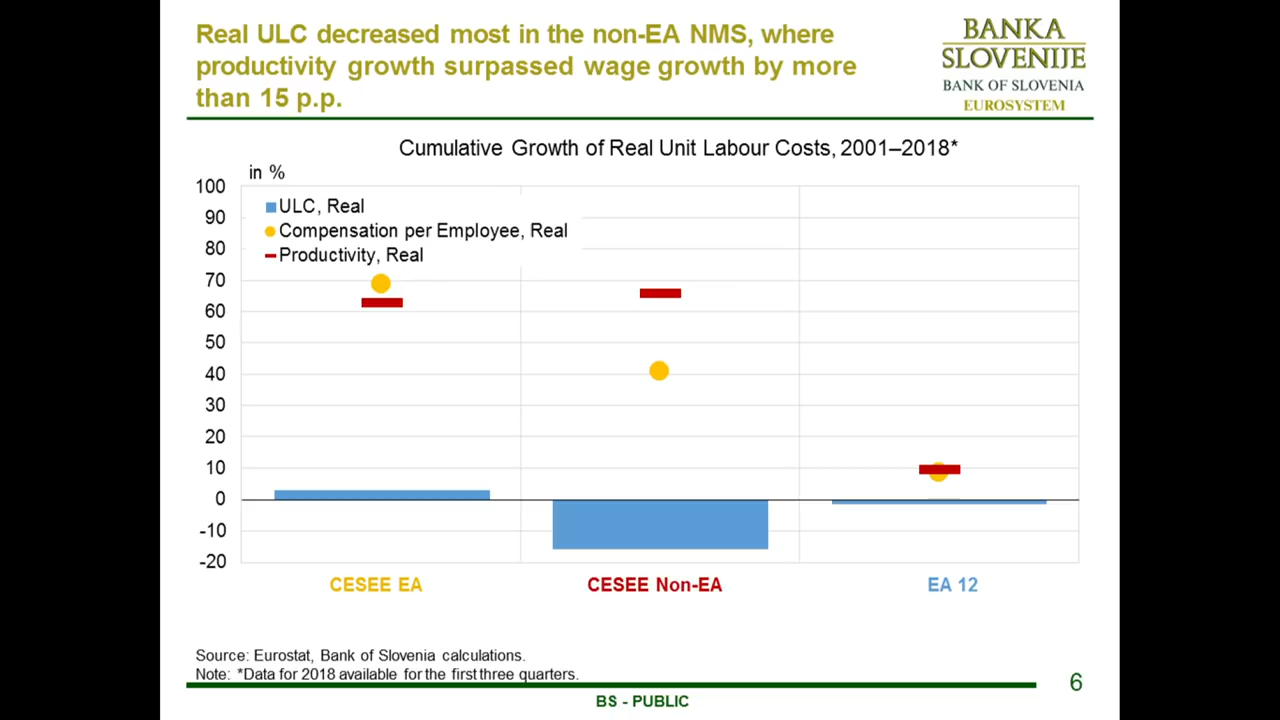 Real ULC decreased most in the non-EA NMS, where
productivity growth surpassed wage growth by more
than 15 p.p.
BANKA
SLOVENIJE
BANK OF SLOVENIA
EUROSYSTEM
Cumulative Growth of Real Unit Labour Costs, 2001–2018*
in %
100
90
80
70
60
50
40
30
20
10
0
-10
-20
ULC, Real
Compensation per Employee, Real
Productivity, Real
CESEE EA
CESEE Non-EA
EA 12
Source: Eurostat, Bank of Slovenia calculations.
Note: *Data for 2018 available for the first three quarters.
6
BS - PUBLIC